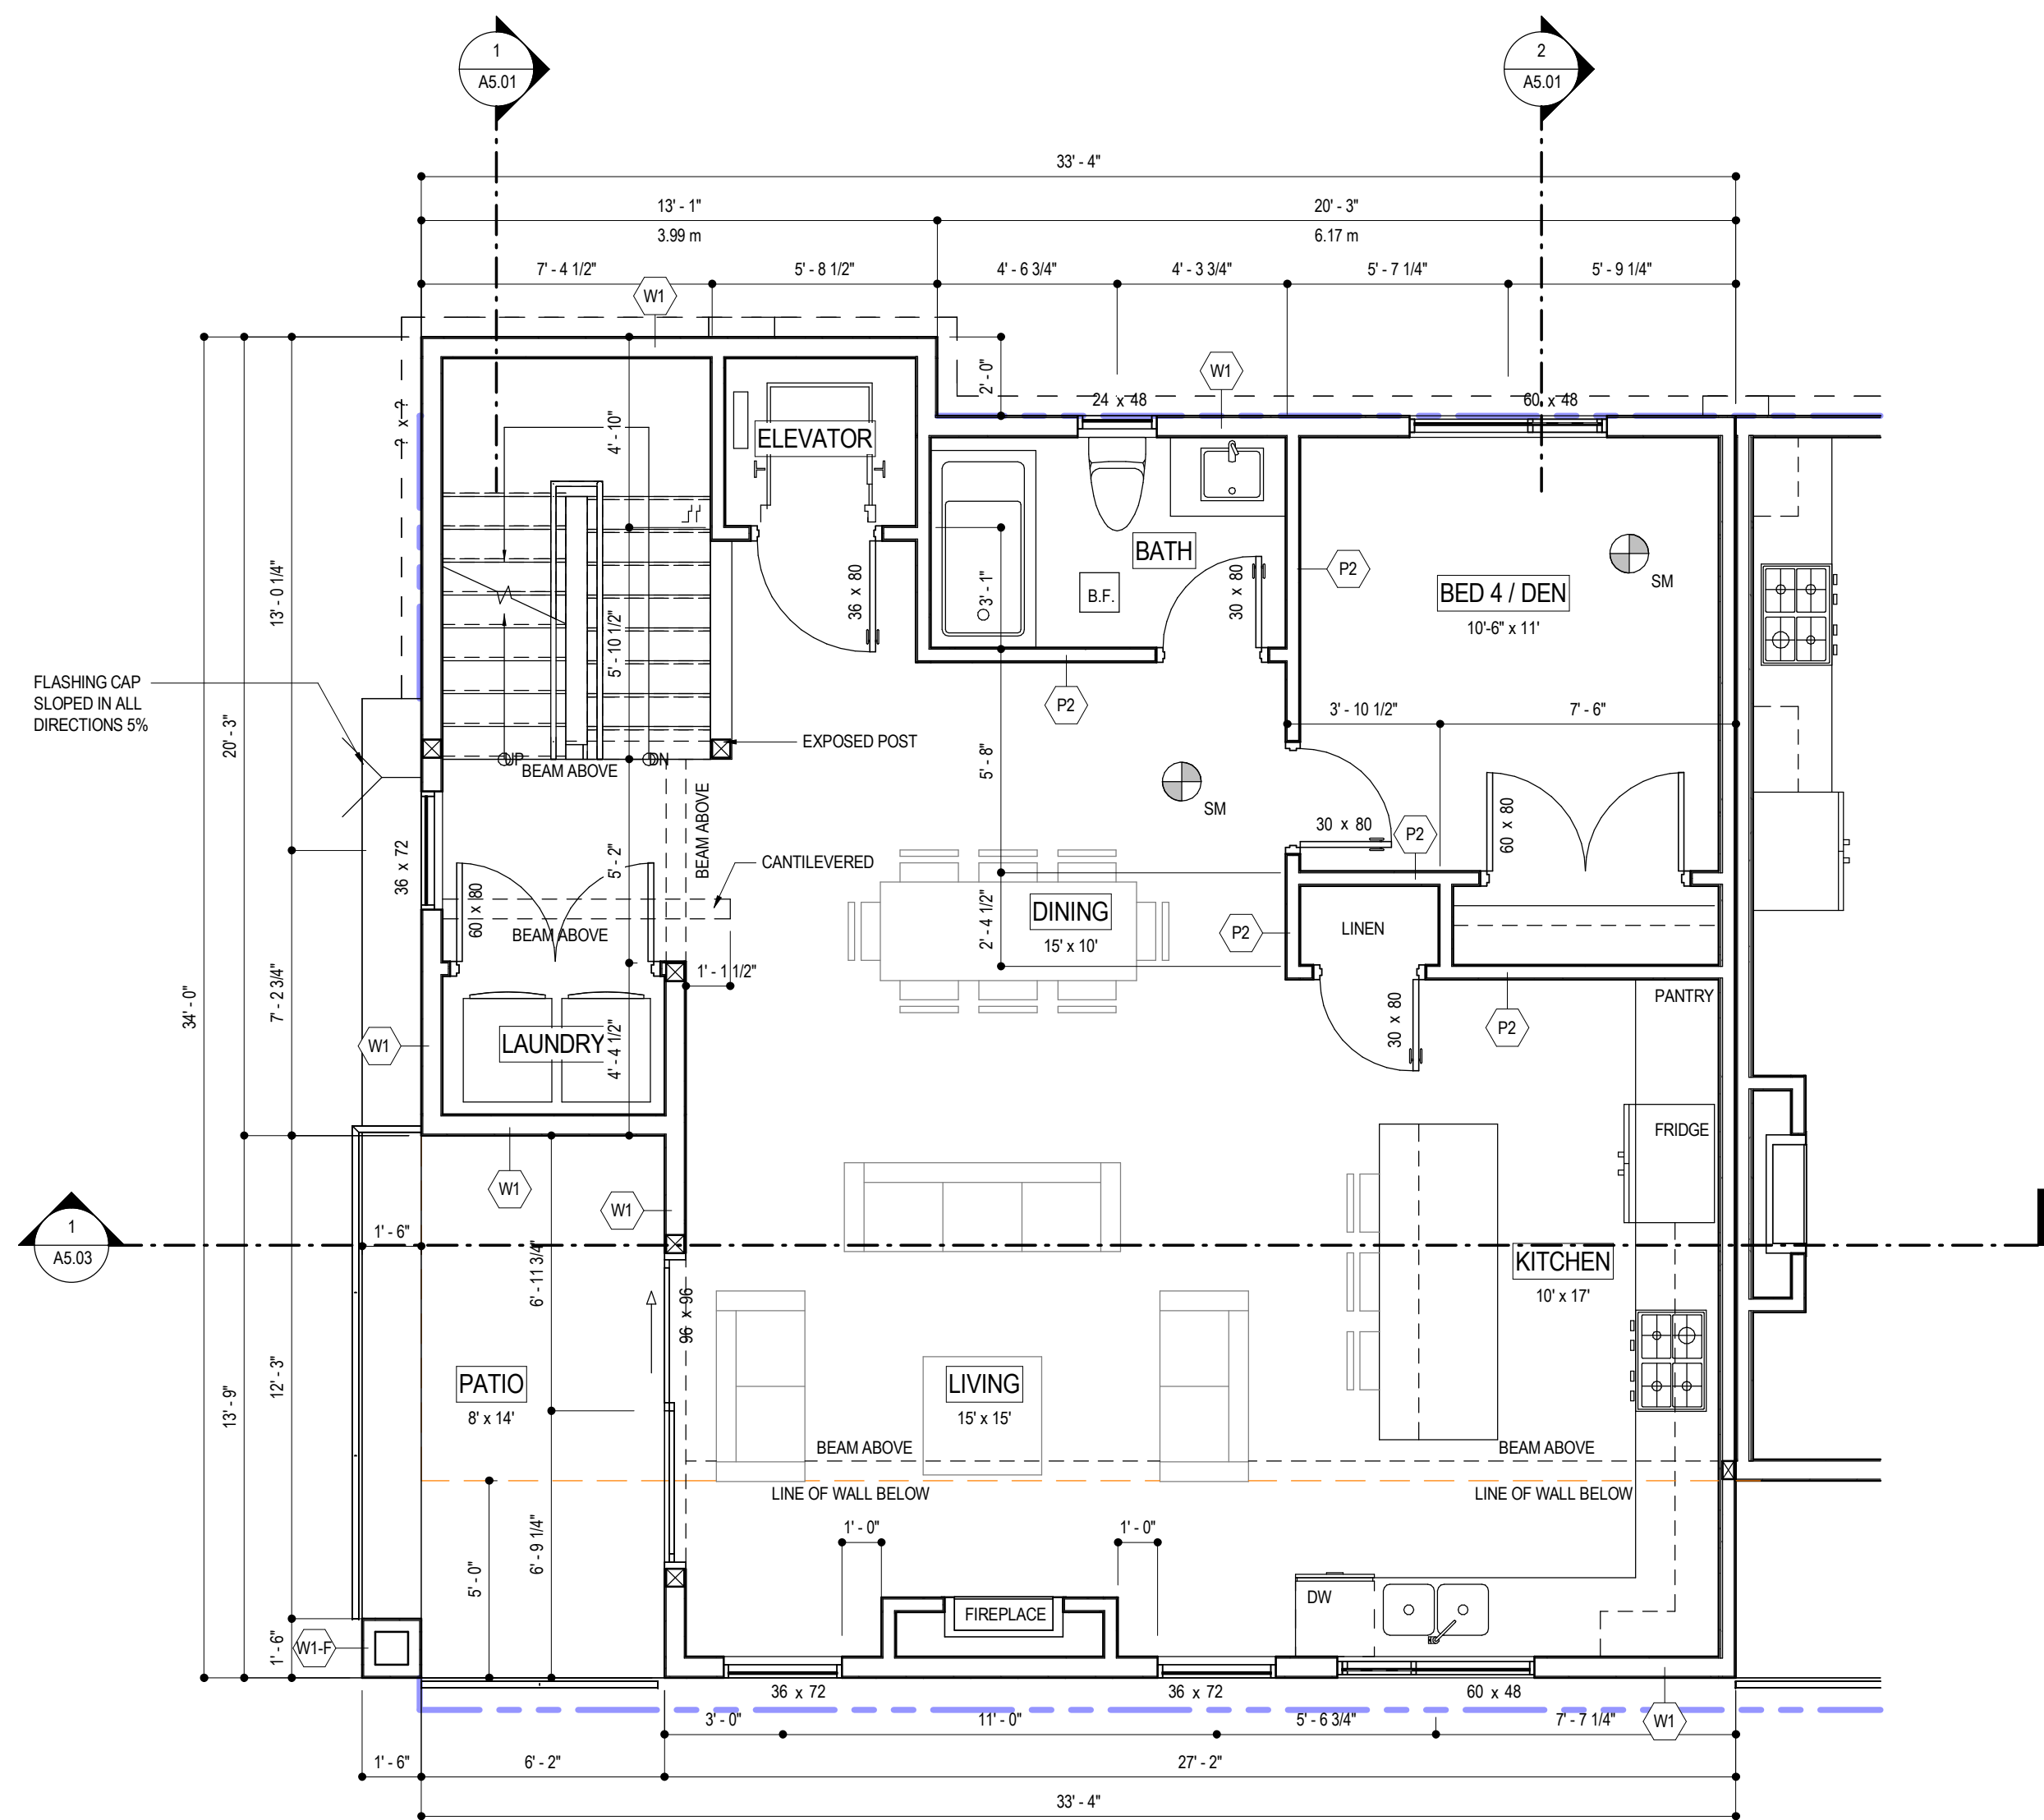 1
A5.01
2
A5.01
33' - 4"
13' - 1"
20' - 3"
3.99 m
6.17 m
7' - 4 1/2"
5' - 8 1/2"
4' - 6 3/4"
4' - 3 3/4"
5' - 7 1/4"
5' - 9 1/4"
W1
2' - 0"
W1
24 x 48
60 x 48
? x ?
4' - 10"
ELEVATOR
BATH
B.F.
30 x 80
P2
SM
BED 4 / DEN
10'-6" x 11'
36 x 80
3' - 1"
13' - 0 1/4"
5' - 10 1/2"
FLASHING CAP
SLOPED IN ALL
DIRECTIONS 5%
P2
3' - 10 1/2"
7' - 6"
20' - 3"
EXPOSED POST
UP
DN
BEAM ABOVE
5' - 8"
SM
BEAM ABOVE
30 x 80
P2
60 x 80
36 x 72
5' - 2"
CANTILEVERED
60 x 80
BEAM ABOVE
2' - 4 1/2"
DINING
15' x 10'
P2
LINEN
1' - 1 1/2"
34' - 0"
7' - 2 3/4"
PANTRY
30 x 80
P2
W1
LAUNDRY
4' - 4 1/2"
FRIDGE
W1
W1
1
A5.03
1' - 6"
6' - 11 3/4"
KITCHEN
10' x 17'
96 x 96
PATIO
8' x 14'
LIVING
15' x 15'
12' - 3"
13' - 9"
BEAM ABOVE
BEAM ABOVE
LINE OF WALL BELOW
LINE OF WALL BELOW
1' - 0"
1' - 0"
5' - 0"
6' - 9 1/4"
DW
FIREPLACE
W1-F
1' - 6"
36 x 72
36 x 72
60 x 48
3' - 0"
11' - 0"
5' - 6 3/4"
7' - 7 1/4"
W1
1' - 6"
6' - 2"
27' - 2"
33' - 4"